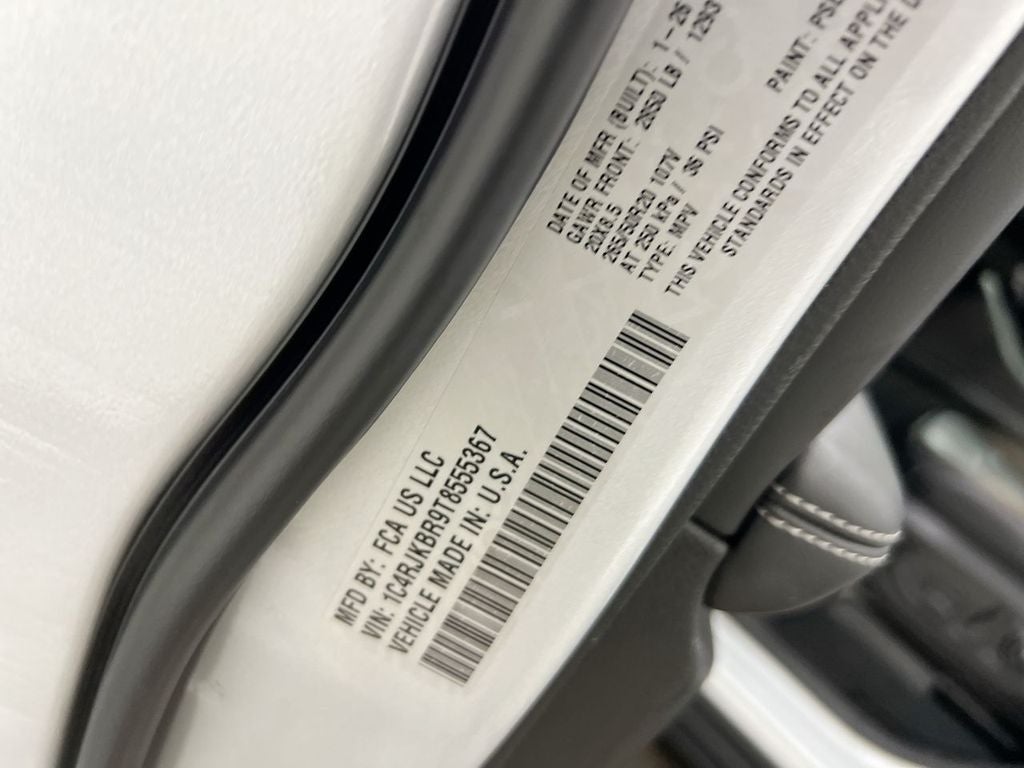 MFD BY: FCA US LLC
VIN: 1C4RJKBR9T8555367
VEHICLE MADE IN: U.S.A.
DATE OF MFR (BUILT): 1-26
GAWR FRONT: 2850 LB / 1293
20X8.5
265/50R20 107V
AT 250 kPa / 36 PSI
TYPE: MPV
PAINT:
THIS VEHICLE CONFORMS TO ALL
STANDARDS IN EFFECT ON THE